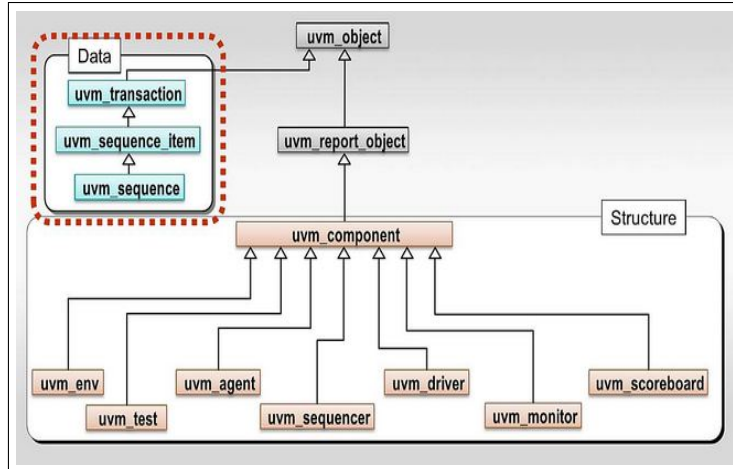 uvm_object
Data
uvm_transaction
uvm_sequence_item
uvm_report_object
uvm_sequence
Structure
uvm_component
uvm_env
uvm_agent
uvm_driver
uvm_scoreboard
uvm_test
uvm_sequencer
uvm_monitor